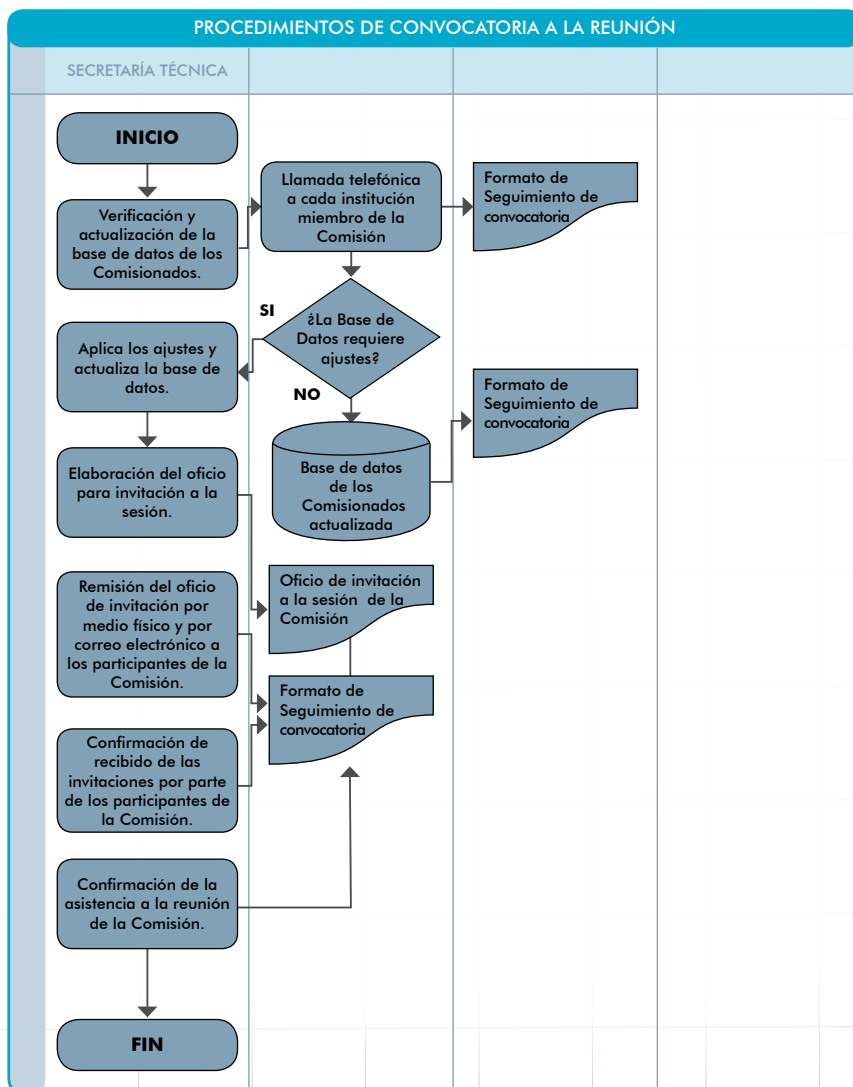 PROCEDIMIENTOS DE CONVOCATORIA A LA REUNIÓN
SECRETARÍA TÉCNICA
INICIO
Verificación y
actualización de la
base de datos de los
Comisionados.
Llamada telefónica
a cada institución
miembro de la
Comisión
Formato de
Seguimiento de
convocatoria
SI
¿La Base de
Datos requiere
ajustes?
NO
Aplica los ajustes y
actualiza la base de
datos.
Base de datos
de los
Comisionados
actualizada
Formato de
Seguimiento de
convocatoria
Elaboración del oficio
para invitación a la
sesión.
Oficio de invitación
a la sesión de la
Comisión
Remisión del oficio
de invitación por
medio físico y por
correo electrónico a
los participantes de la
Comisión.
Formato de
Seguimiento de
convocatoria
Confirmación de
recibido de las
invitaciones por parte
de los participantes de
la Comisión.
Confirmación de la
asistencia a la reunión
de la Comisión.
FIN